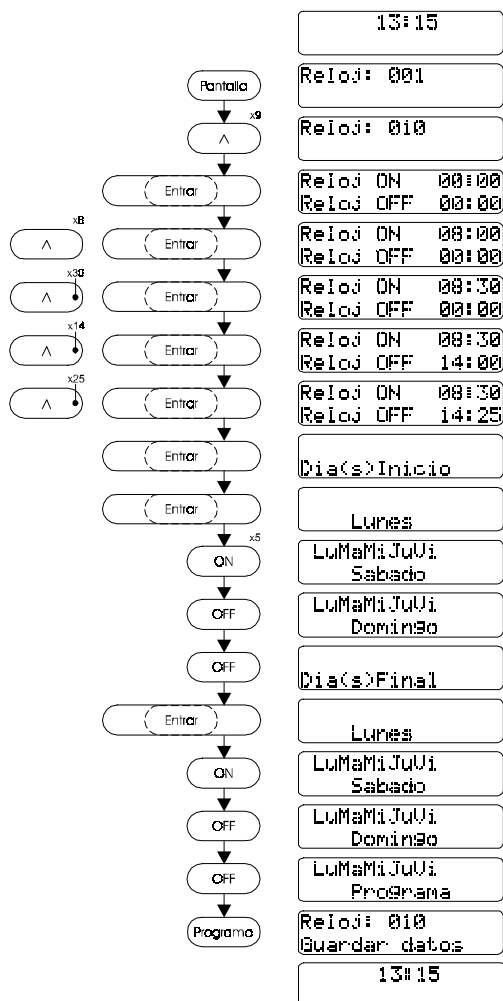 13:15
Pantalla
Reloj: 001
x9
^
Reloj: 010
Entrar
Reloj ON 00:00
Reloj OFF 00:00
x8
^
Entrar
Reloj ON 08:00
Reloj OFF 00:00
x30
^
Entrar
Reloj ON 08:30
Reloj OFF 00:00
x14
^
Entrar
Reloj ON 08:30
Reloj OFF 14:00
x25
^
Entrar
Reloj ON 08:30
Reloj OFF 14:25
Entrar
Dia(s)Inicio
Entrar
Lunes
x5
ON
LuMaMiJuVi
Sabado
OFF
LuMaMiJuVi
Domingo
OFF
Dia(s)Final
Entrar
Lunes
ON
LuMaMiJuVi
Sabado
OFF
LuMaMiJuVi
Domingo
OFF
LuMaMiJuVi
Programa
Programa
Reloj: 010
Guardar datos
13:15